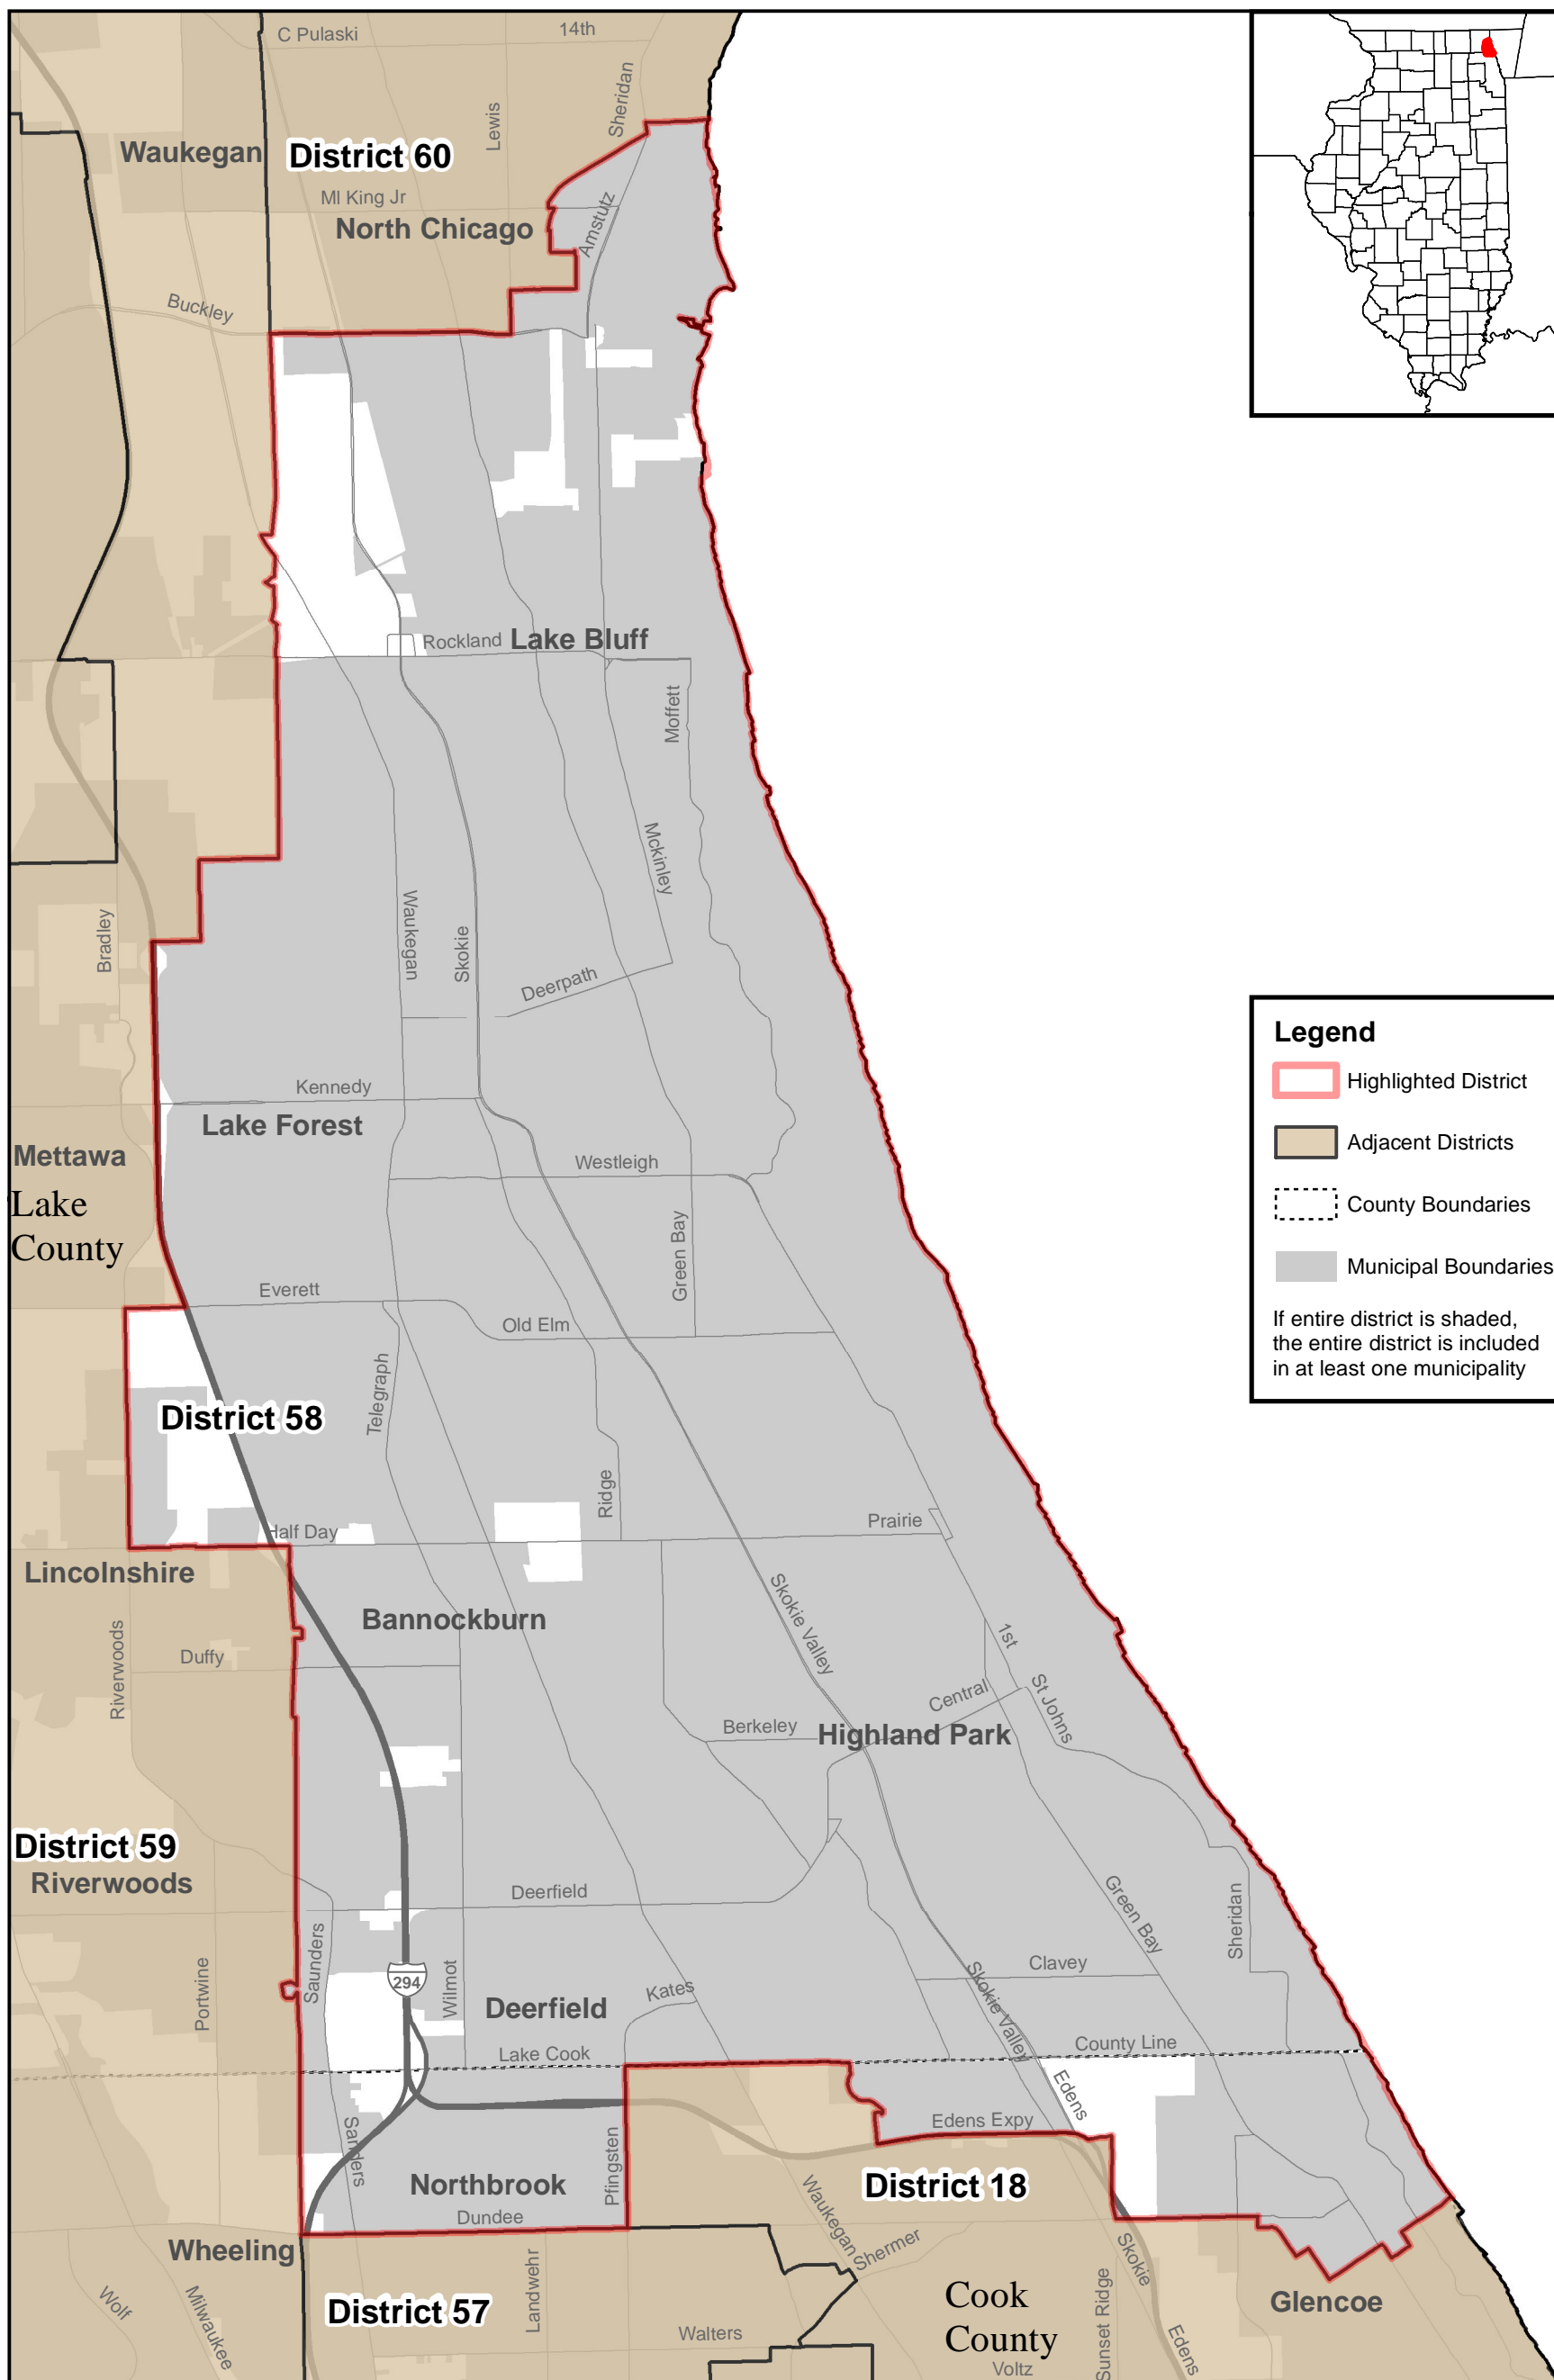 C Pulaski
14th
Sheridan
Lewis
Waukegan
District 60
Ml King Jr
Amstutz
North Chicago
Buckley
Rockland
Lake Bluff
Moffett
Mckinley
Waukegan
Skokie
Bradley
Deerpath
Kennedy
Lake Forest
Mettawa
Westleigh
Lake
County
Green Bay
Everett
Old Elm
Telegraph
District 58
Ridge
Prairie
Half Day
Lincolnshire
Skokie Valley
Bannockburn
Riverwoods
Duffy
1st
St Johns
Central
Berkeley
Highland Park
District 59
Riverwoods
Deerfield
Green Bay
Sheridan
Saunders
Portwine
Wilmot
294
Clavey
Skokie Valley
Kates
Deerfield
County Line
Lake Cook
Edens
Edens Expy
Sanders
Pfingsten
Northbrook
District 18
Waukegan
Dundee
Shermer
Wheeling
Skokie
Landwehr
Wolf
Milwaukee
District 57
Cook
County
Glencoe
Sunset Ridge
Walters
Edens
Voltz
Legend
Highlighted District
Adjacent Districts
County Boundaries
Municipal Boundaries
If entire district is shaded,
the entire district is included
in at least one municipality